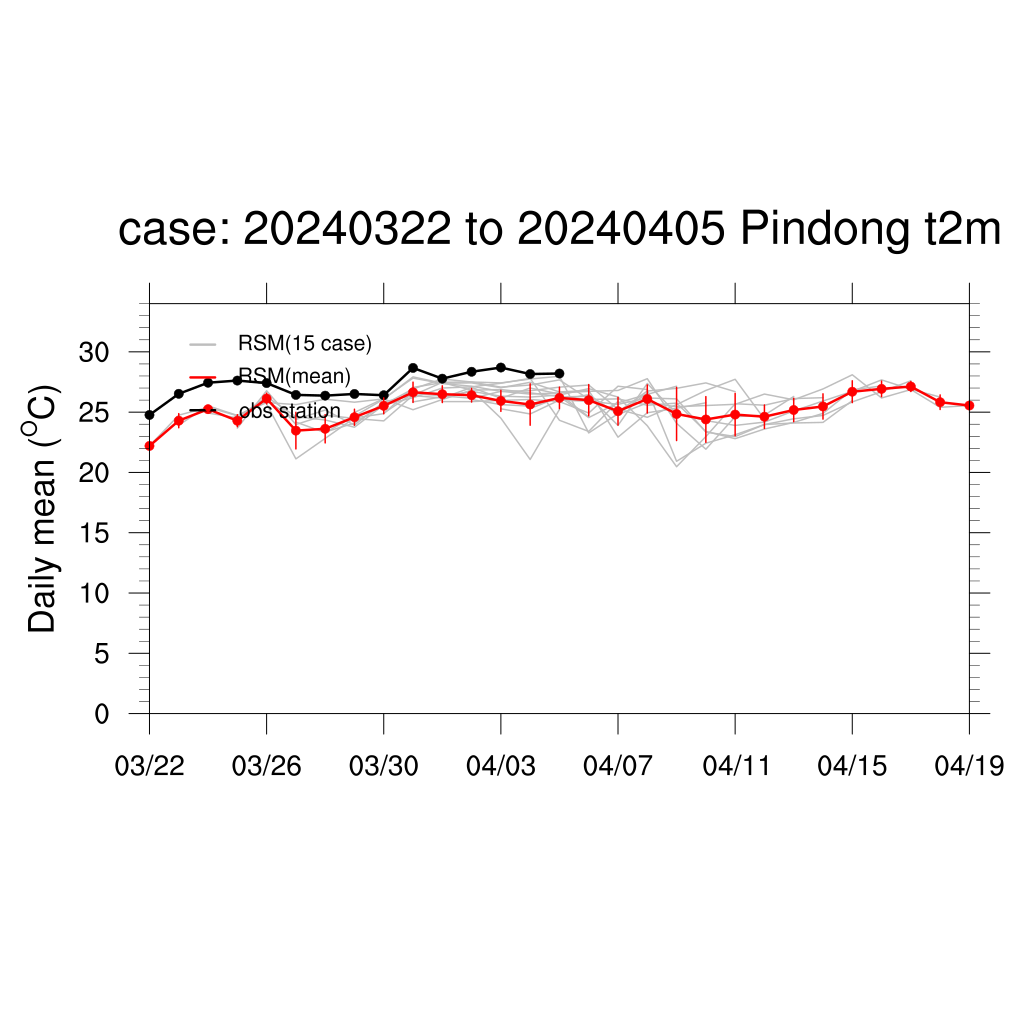 case: 20240322 to 20240405 Pindong t2m
Daily mean (OC)
30
25
20
15
10
5
0
RSM(15 case)
RSM(mean)
obs station
03/22 03/26 03/30 04/03 04/07 04/11 04/15 04/19